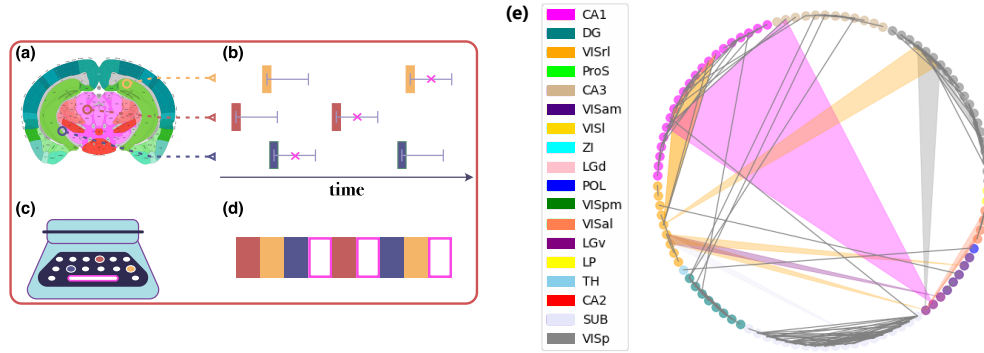 (a)
(b)
time
(c)
(d)
(e)
CA1
DG
VISrl
ProS
CA3
VISam
VISl
ZI
LGd
POL
VISpm
VISal
LGv
LP
TH
CA2
SUB
VISp